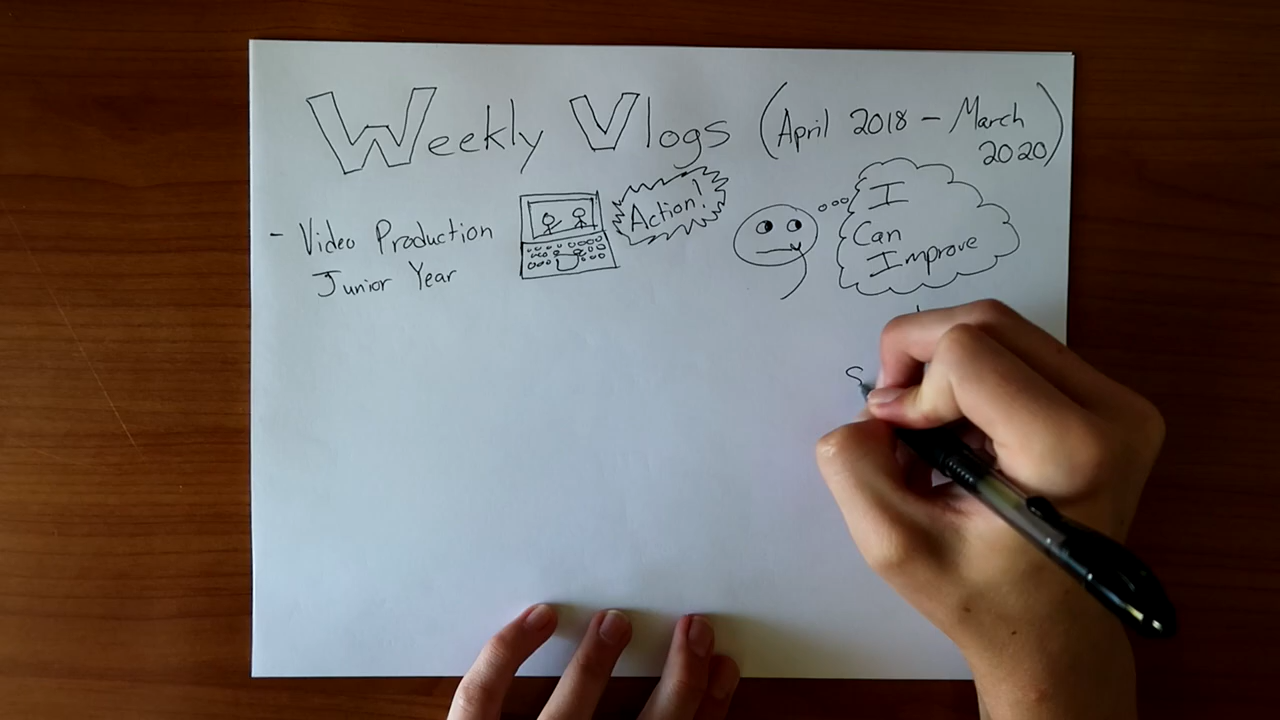 Weekly Vlogs (April 2018 - March
2020)
- Video Production
Junior Year
Action!
I
Can
Improve
S